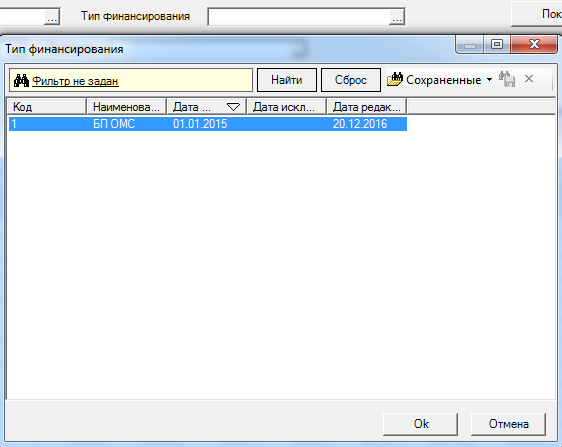 ... Тип финансирования ... Пок
Тип финансирования
Фильтр не задан Найти Сброс Сохраненные
Код Наименова... Дата ... Дата искл... Дата редак...
1 БП ОМС 01.01.2015 20.12.2016
Ok Отмена